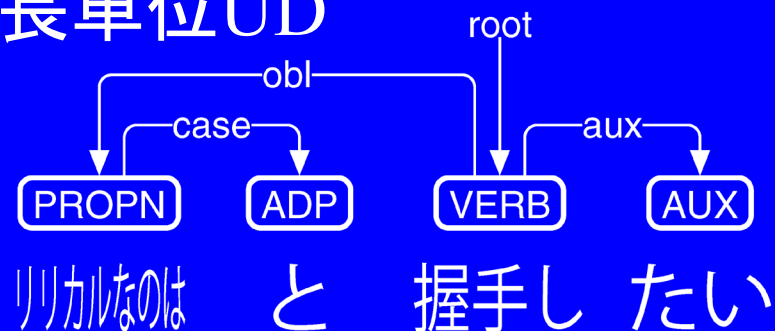 長単位UD
root
obl
case aux
PROPN ADP VERB AUX
リリカルなのは と 握手し たい